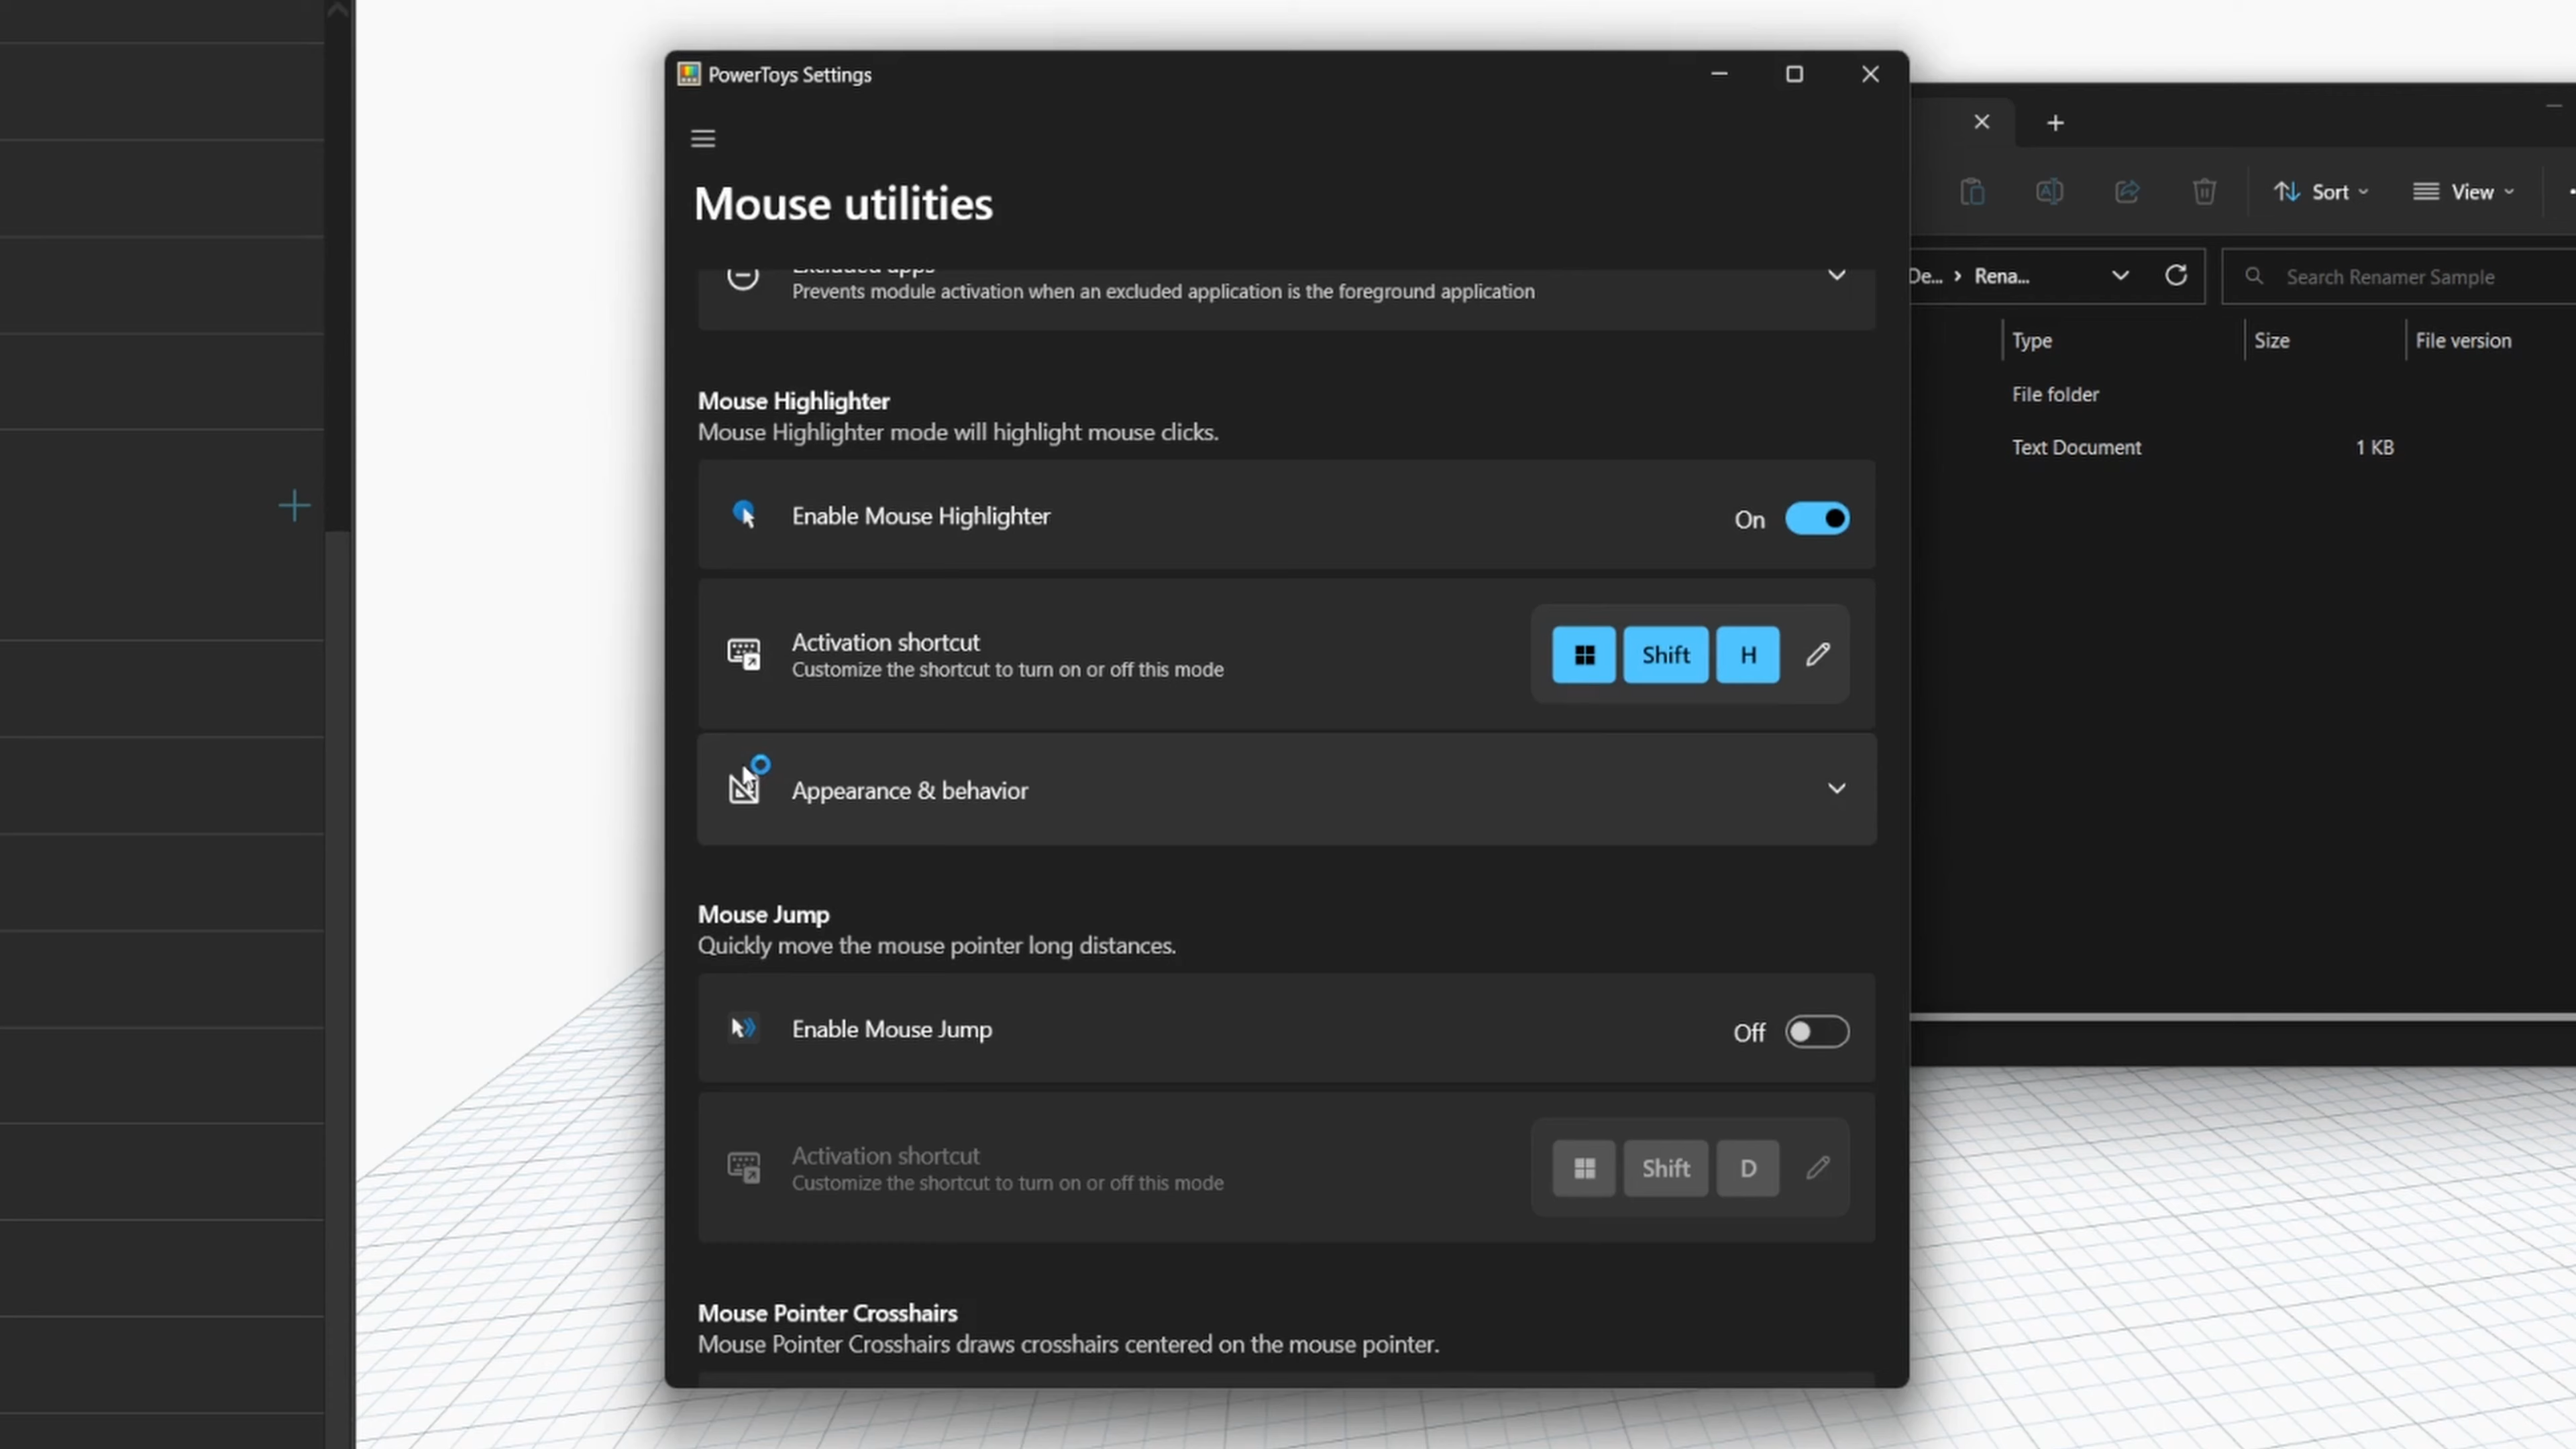 PowerToys Settings
Mouse utilities
Excluded apps
Prevents module activation when an excluded application is the foreground application
Mouse Highlighter
Mouse Highlighter mode will highlight mouse clicks.
Enable Mouse Highlighter
On
Activation shortcut
Customize the shortcut to turn on or off this mode
Shift H
Appearance & behavior
Mouse Jump
Quickly move the mouse pointer long distances.
Enable Mouse Jump
Off
Activation shortcut
Customize the shortcut to turn on or off this mode
Shift D
Mouse Pointer Crosshairs
Mouse Pointer Crosshairs draws crosshairs centered on the mouse pointer.
Sort View
De... › Rena...
Search Renamer Sample
Type Size File version
File folder
Text Document 1 KB